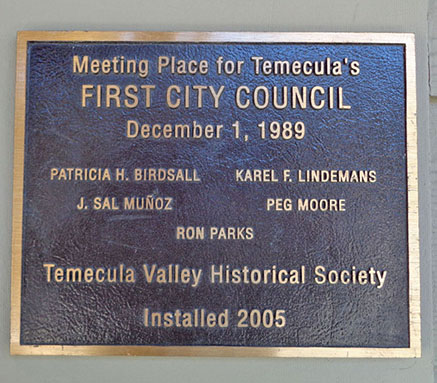 Meeting Place for Temecula's
FIRST CITY COUNCIL
December 1, 1989
PATRICIA H. BIRDSALL KAREL F. LINDEMANS
J. SAL MUÑOZ PEG MOORE
RON PARKS
Temecula Valley Historical Society
Installed 2005